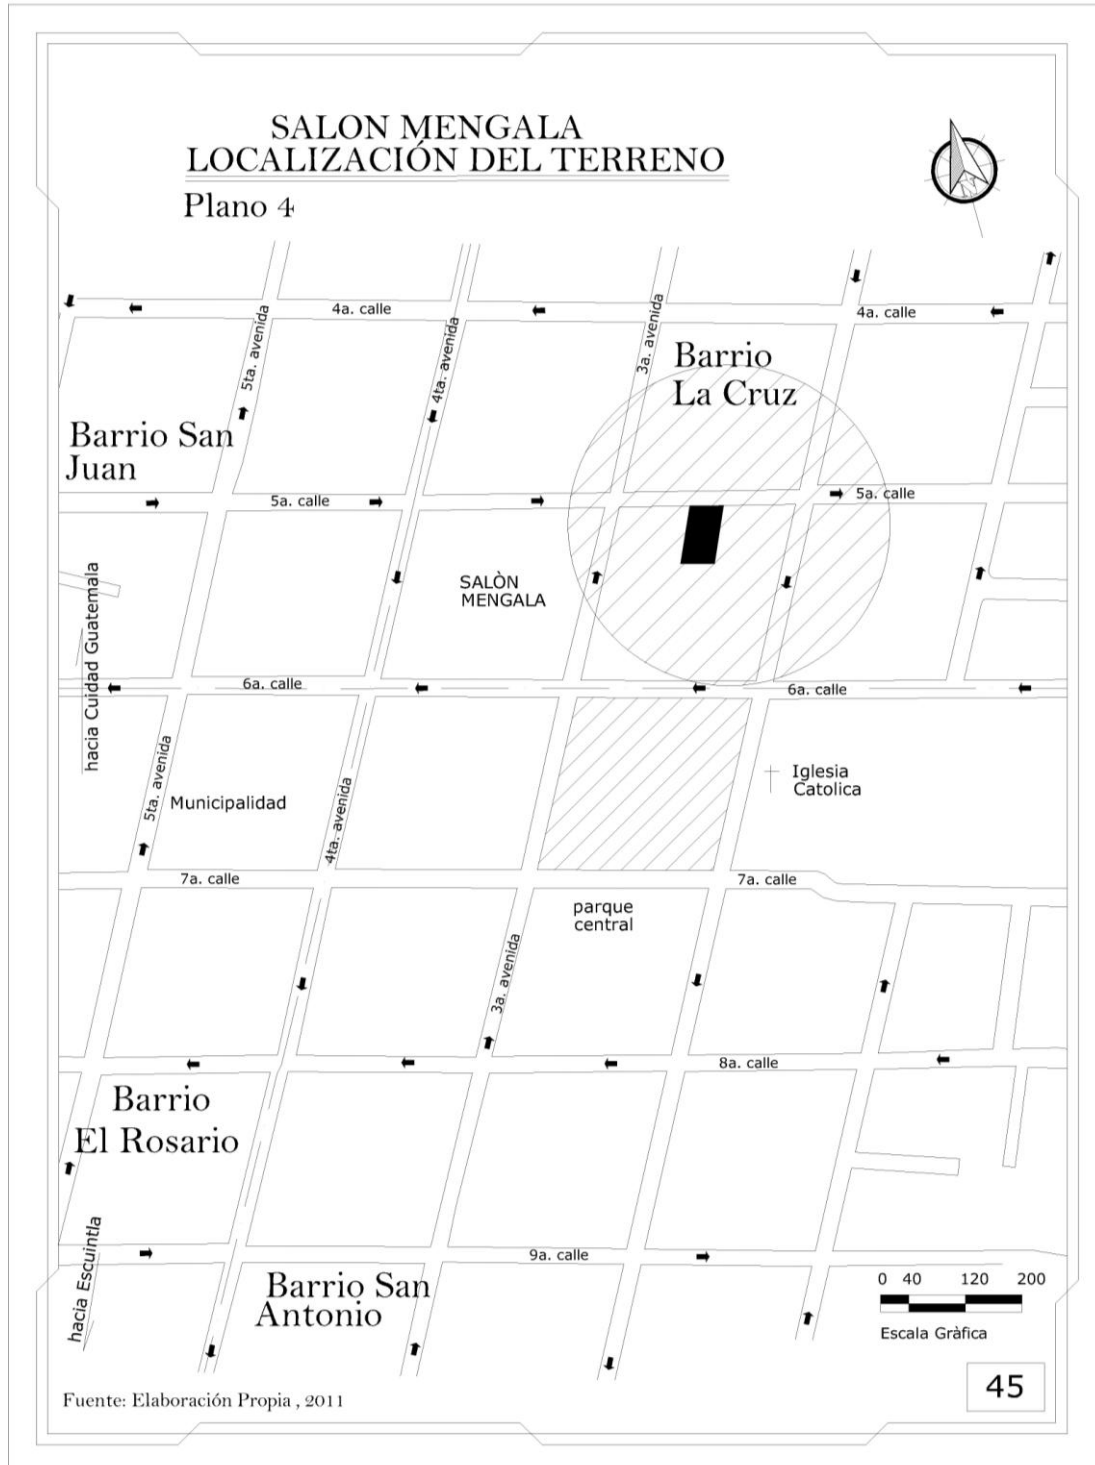 SALON MENGALA
LOCALIZACIÓN DEL TERRENO
Plano 4
N
4a. calle
4a. calle
5ta. avenida
4ta. avenida
3a. avenida
Barrio
La Cruz
Barrio San
Juan
5a. calle
5a. calle
SALÒN
MENGALA
hacia Cuidad Guatemala
6a. calle
6a. calle
5ta. avenida
Municipalidad
4ta. avenida
Iglesia
Catolica
7a. calle
7a. calle
parque
central
3a. avenida
8a. calle
Barrio
El Rosario
hacia Escuintla
9a. calle
Barrio San
Antonio
0 40 120 200
Escala Gràfica
Fuente: Elaboración Propia , 2011
45